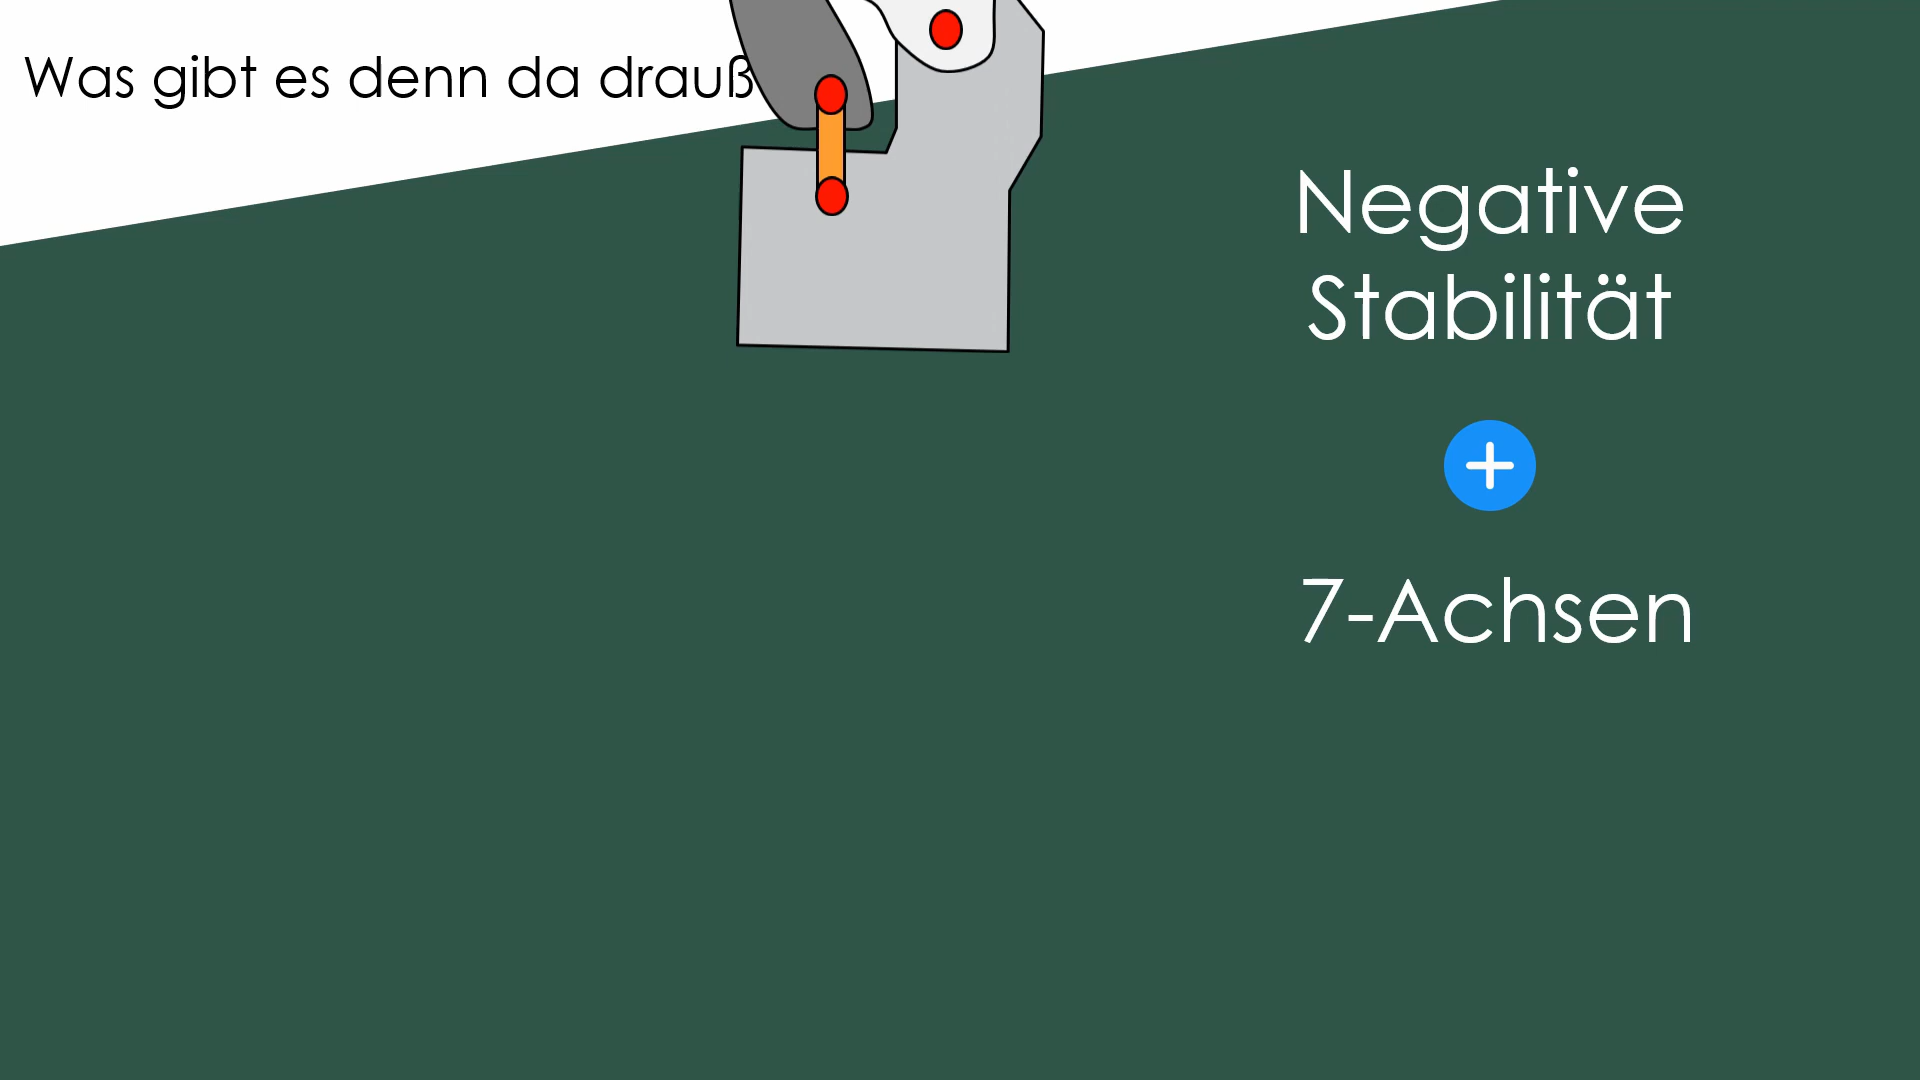 Was gibt es denn da drauß
Negative
Stabilität
7-Achsen